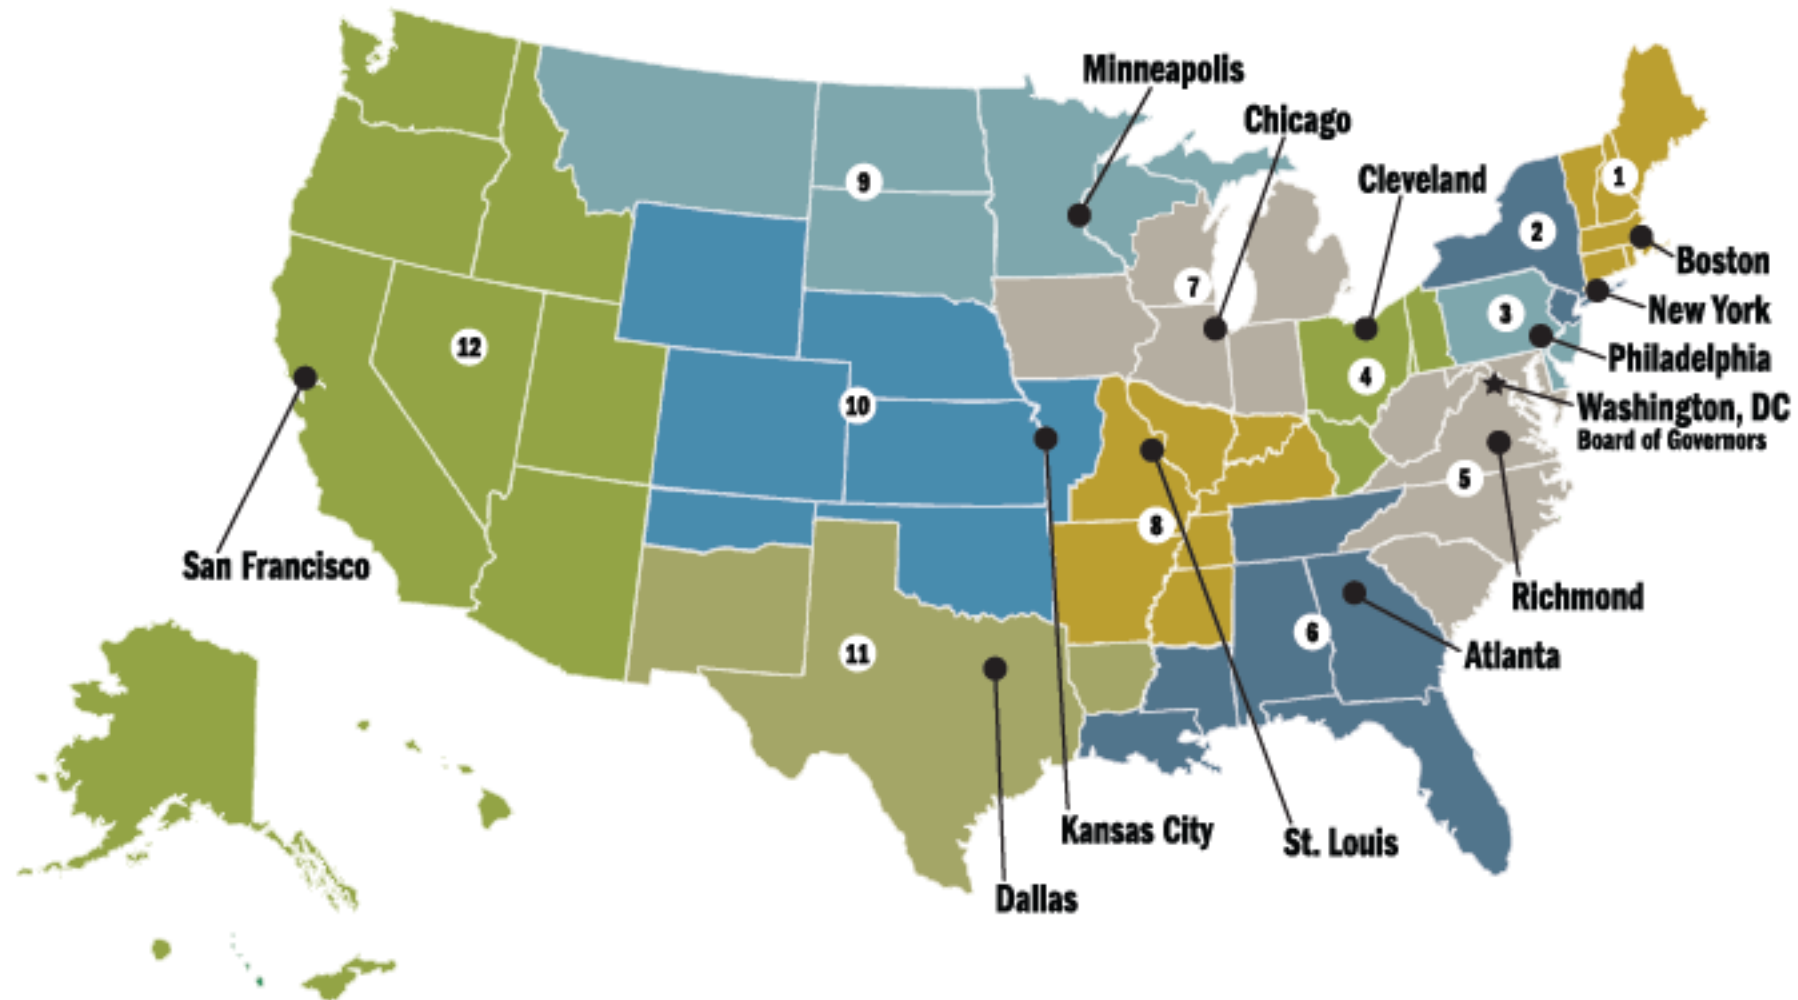 Minneapolis
Chicago
Cleveland
9
1
2
Boston
7
New York
3
12
Philadelphia
4
10
Washington, DC
Board of Governors
5
8
San Francisco
Richmond
6
11
Atlanta
Kansas City
St. Louis
Dallas